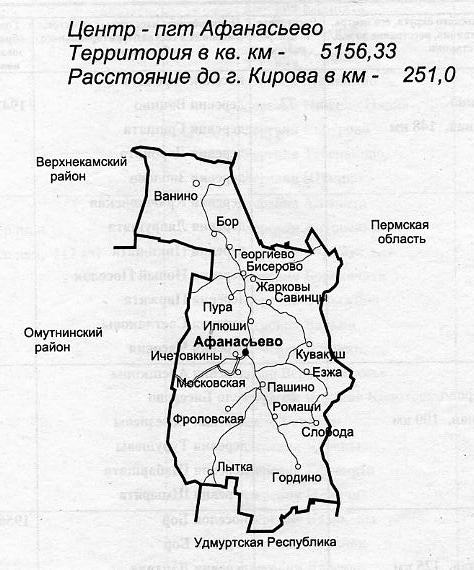 Центр - пгт Афанасьево
Территория в кв. км - 5156,33
Расстояние до г. Кирова в км - 251,0
Верхнекамский
район
Ванино
Бор
Пермская
область
Георгиево
Бисерово
Жарковы
Савинцы
Пура
Илюши
Омутнинский
район
Афанасьево
Ичетовкины
Кувакуш
Езжа
Московская
Пашино
Ромаши
Фроловская
Слобода
Лытка
Гордино
Удмуртская Республика